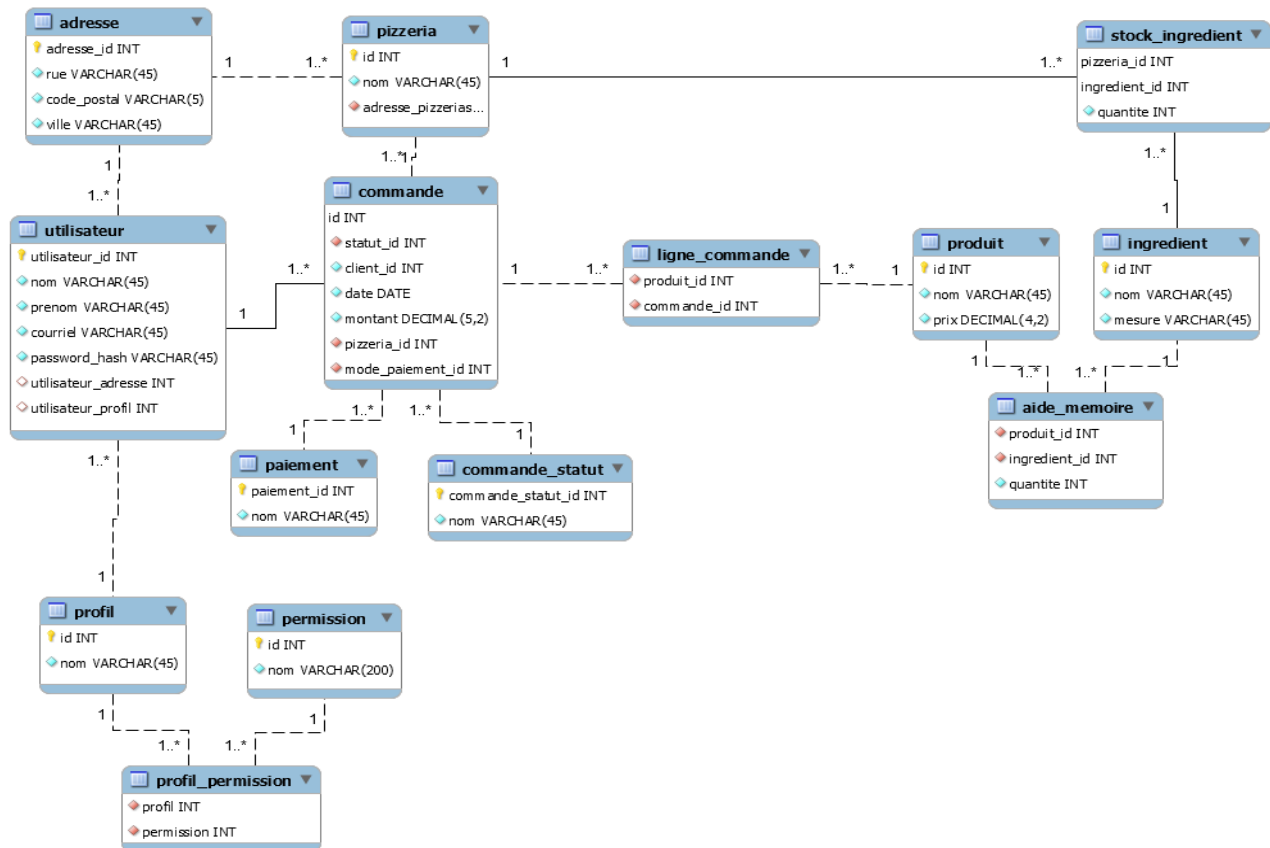 adresse
adresse_id INT
rue VARCHAR(45)
code_postal VARCHAR(5)
ville VARCHAR(45)
1
1..*
pizzeria
id INT
nom VARCHAR(45)
adresse_pizzerias...
1
1..*
stock_ingredient
pizzeria_id INT
ingredient_id INT
quantite INT
1
1..*
1..*
1
1..*
1
utilisateur
utilisateur_id INT
nom VARCHAR(45)
prenom VARCHAR(45)
courriel VARCHAR(45)
password_hash VARCHAR(45)
utilisateur_adresse INT
utilisateur_profil INT
1..*
1
commande
id INT
statut_id INT
client_id INT
date DATE
montant DECIMAL(5,2)
pizzeria_id INT
mode_paiement_id INT
1
1..*
ligne_commande
produit_id INT
commande_id INT
1..*
1
produit
id INT
nom VARCHAR(45)
prix DECIMAL(4,2)
ingredient
id INT
nom VARCHAR(45)
mesure VARCHAR(45)
1
1..*
1..*
1
aide_memoire
produit_id INT
ingredient_id INT
quantite INT
1..*
1
1..*
1
paiement
paiement_id INT
nom VARCHAR(45)
commande_statut
commande_statut_id INT
nom VARCHAR(45)
1..*
1
profil
id INT
nom VARCHAR(45)
permission
id INT
nom VARCHAR(200)
1
1..*
1
1..*
profil_permission
profil INT
permission INT